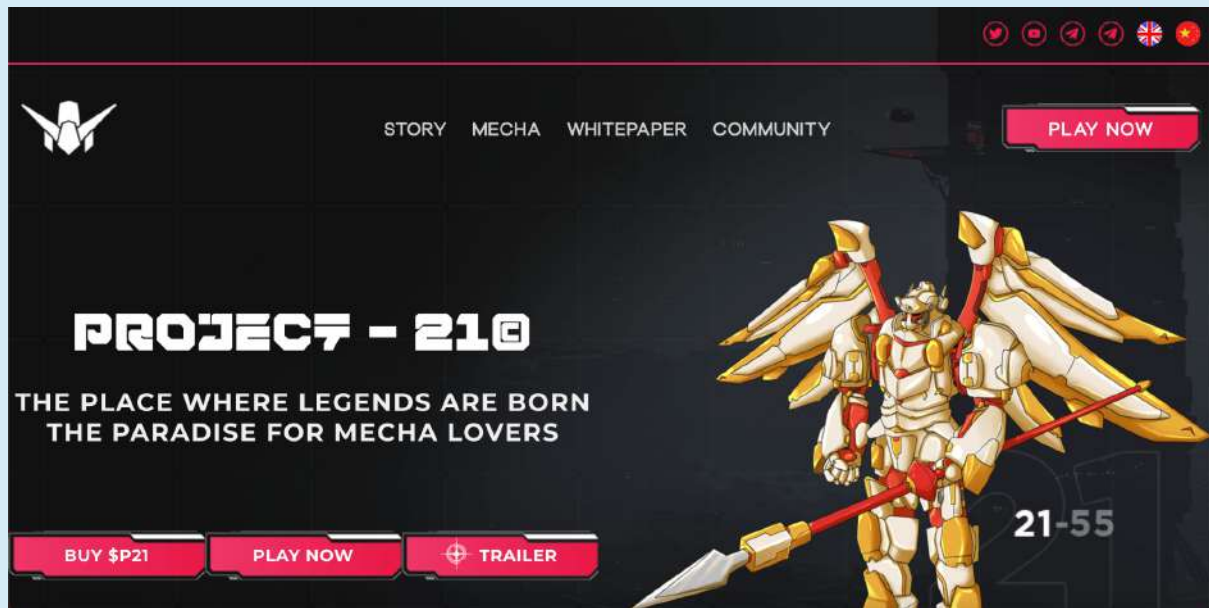 STORY MECHA WHITEPAPER COMMUNITY PLAY NOW
PROJECT - 21©
THE PLACE WHERE LEGENDS ARE BORN
THE PARADISE FOR MECHA LOVERS
21-55
21
BUY $P21 PLAY NOW TRAILER